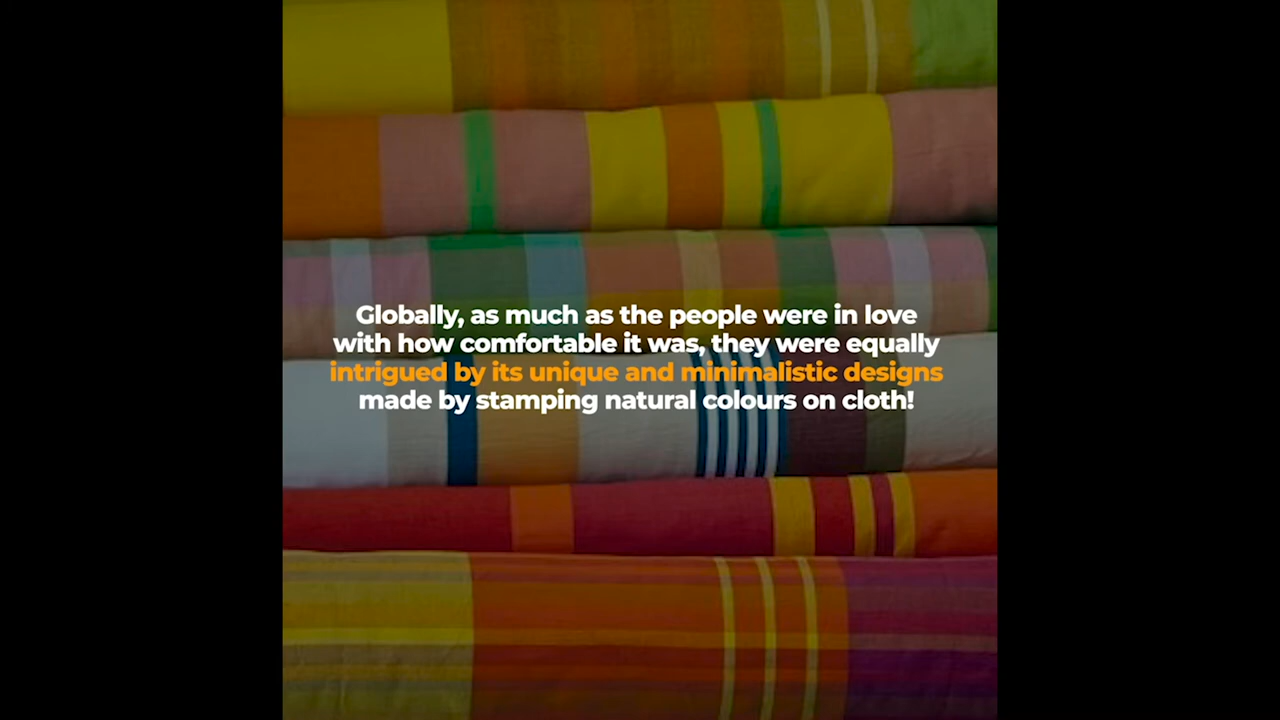 Globally, as much as the people were in love
with how comfortable it was, they were equally
intrigued by its unique and minimalistic designs
made by stamping natural colours on cloth!